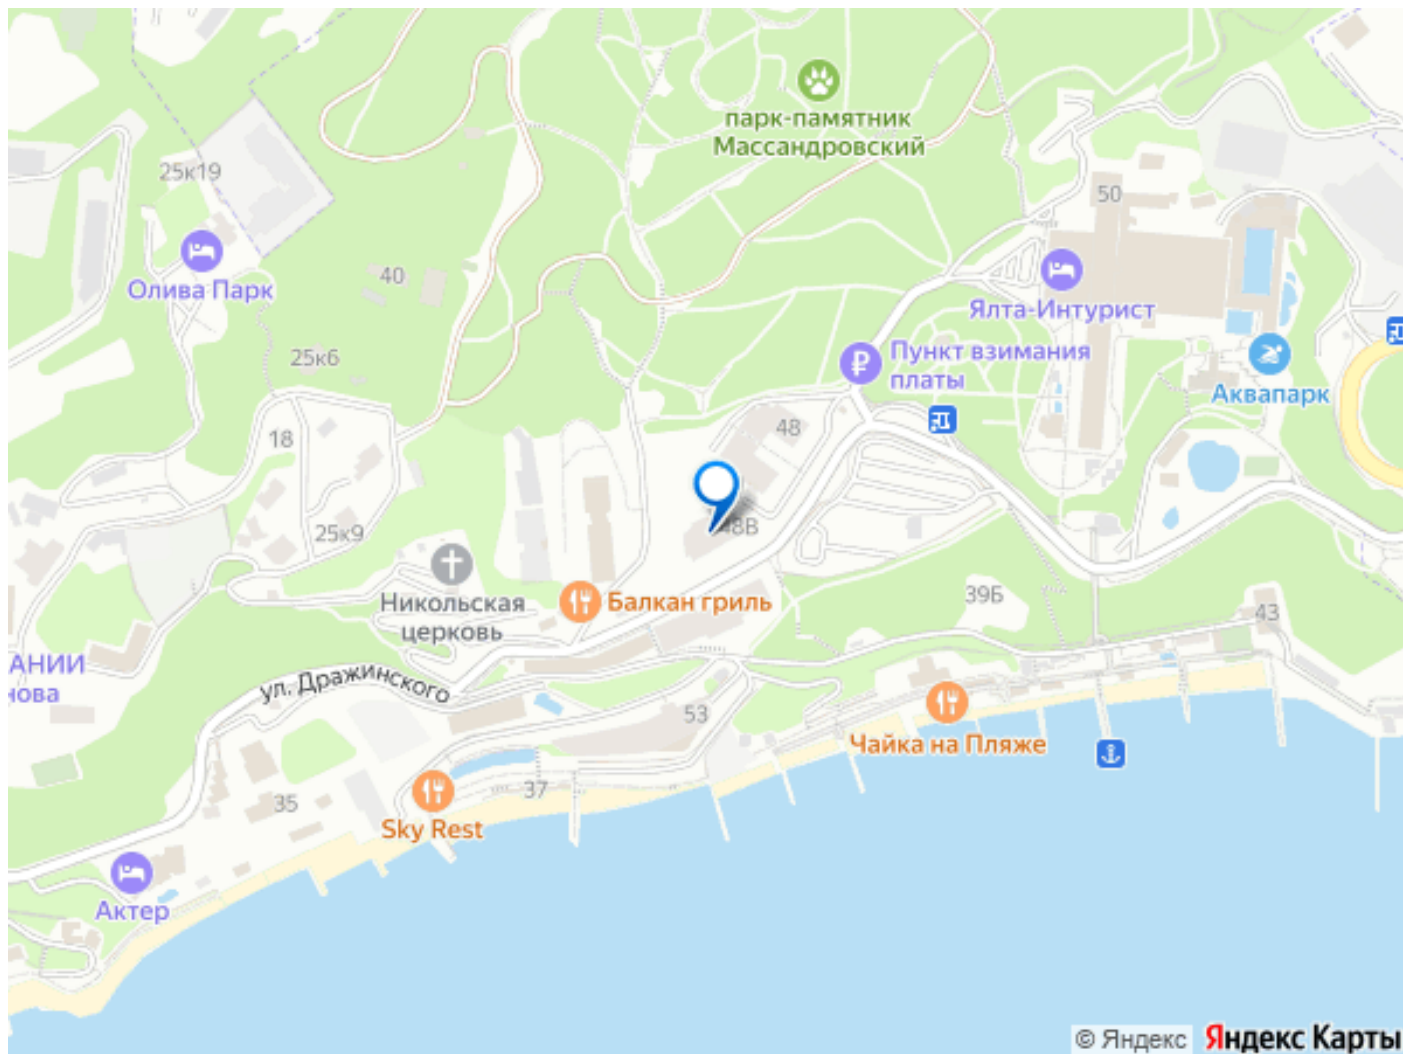 парк-памятник
Массандровский
25к19
50
Олива Парк
40
Ялта-Интурист
25к6
Пункт взимания
платы
Аквапарк
18
48
25к9
48В
Никольская
церковь
Балкан гриль
39Б
43
АНИИ
нова
ул. Дражинского
53
Чайка на Пляже
35
37
Sky Rest
Актер
© Яндекс
Яндекс Карты